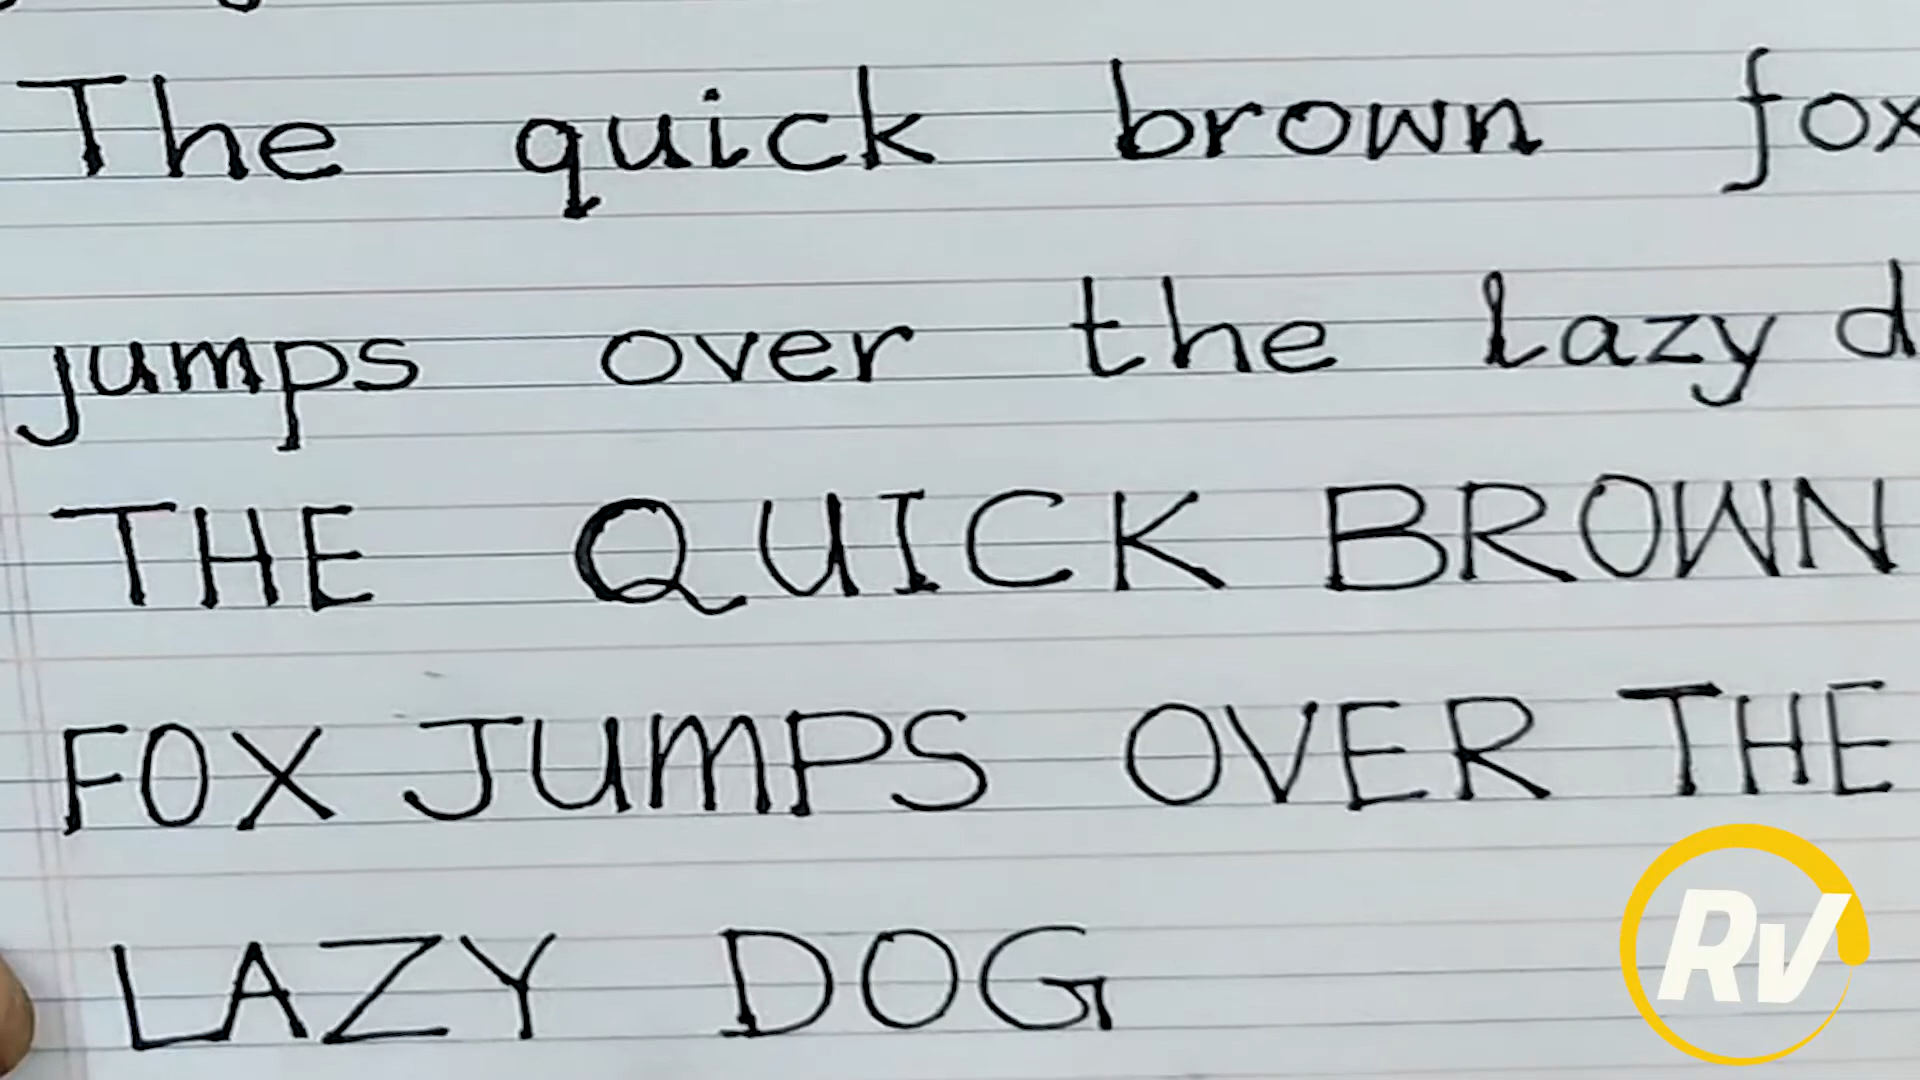 The quick brown fox
jumps over the lazy d
THE QUICK BROWN
FOX JUMPS OVER THE
LAZY DOG
RV